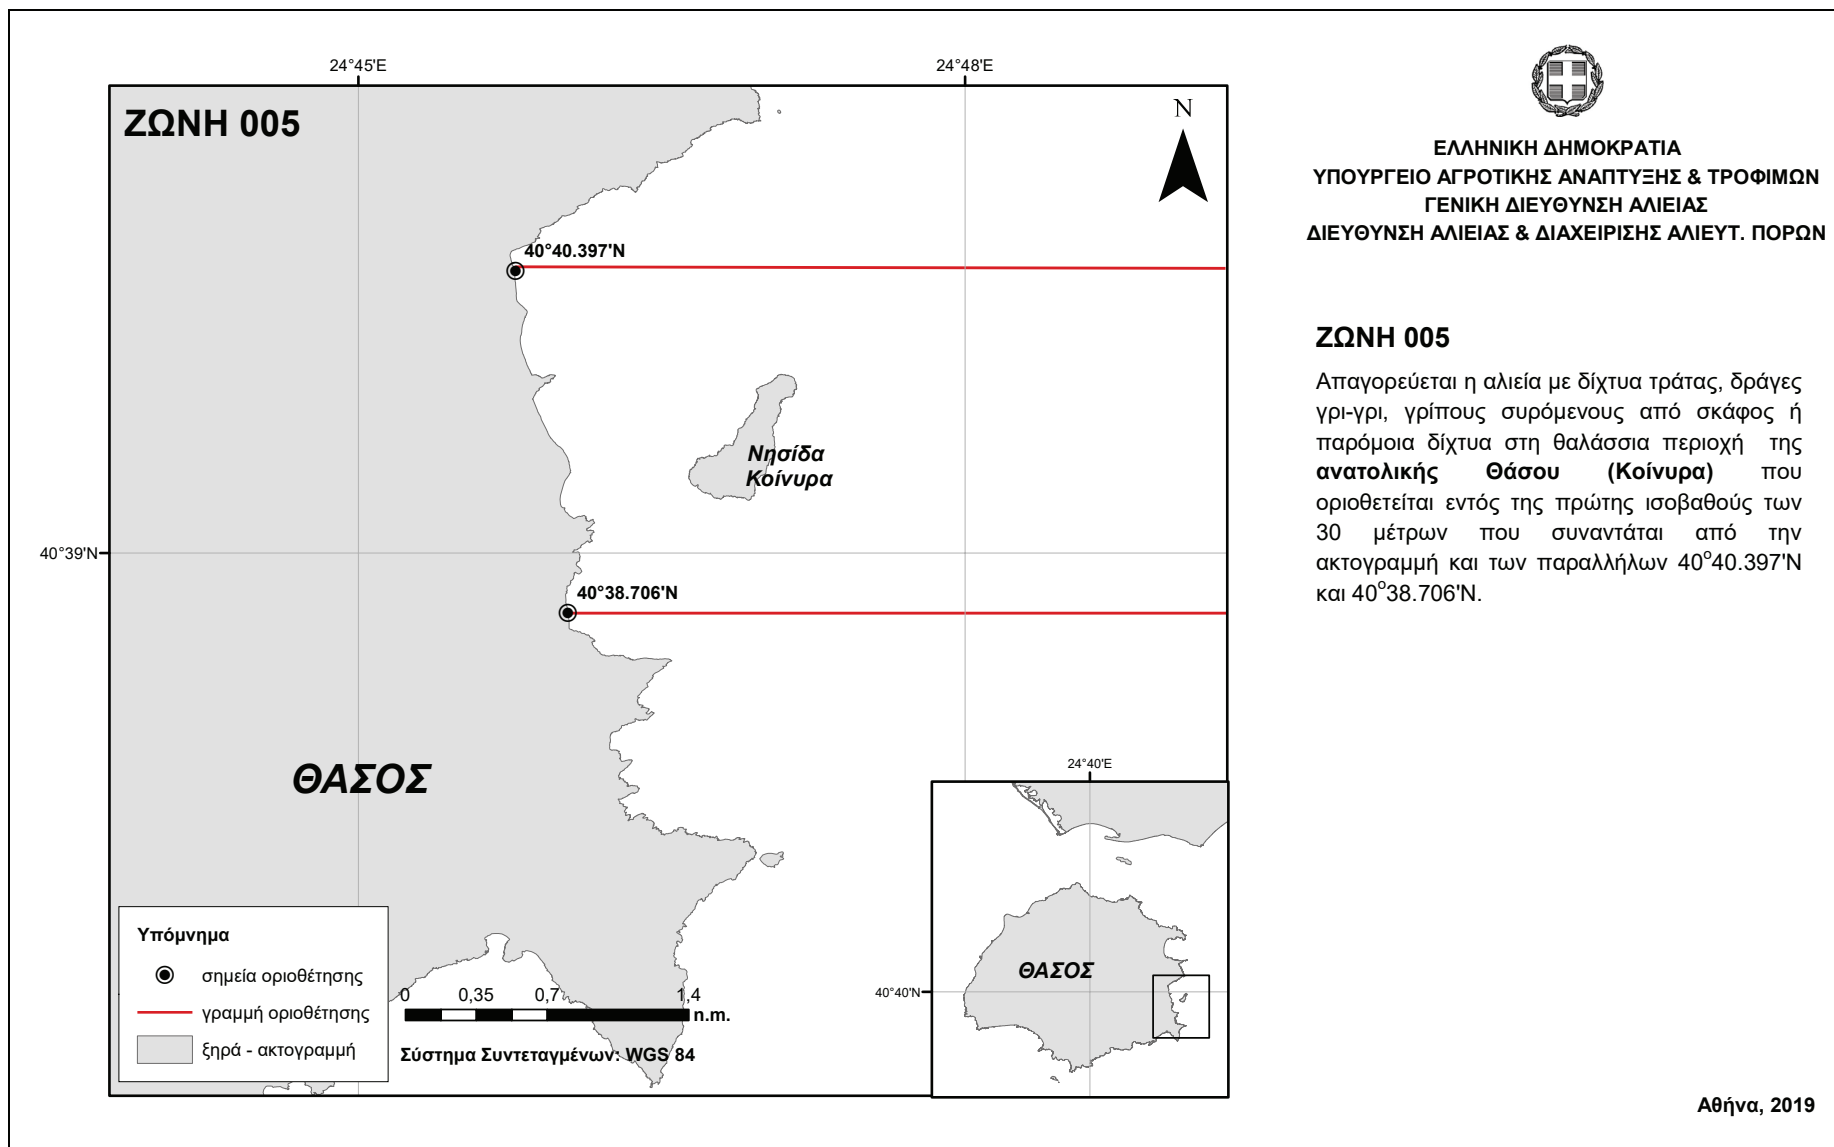 24°45'E
24°48'E
ΖΩΝΗ 005
N
40°40.397'N
Νησίδα
Κοίνυρα
40°39'N
40°38.706'N
ΘΑΣΟΣ
24°40'E
ΘΑΣΟΣ
40°40'N
Υπόμνημα
σημεία οριοθέτησης
γραμμή οριοθέτησης
ξηρά - ακτογραμμή
0 0,35 0,7 1,4
n.m.
Σύστημα Συντεταγμένων: WGS 84
ΕΛΛΗΝΙΚΗ ΔΗΜΟΚΡΑΤΙΑ
ΥΠΟΥΡΓΕΙΟ ΑΓΡΟΤΙΚΗΣ ΑΝΑΠΤΥΞΗΣ & ΤΡΟΦΙΜΩΝ
ΓΕΝΙΚΗ ΔΙΕΥΘΥΝΣΗ ΑΛΙΕΙΑΣ
ΔΙΕΥΘΥΝΣΗ ΑΛΙΕΙΑΣ & ΔΙΑΧΕΙΡΙΣΗΣ ΑΛΙΕΥΤ. ΠΟΡΩΝ
ΖΩΝΗ 005
Απαγορεύεται η αλιεία με δίχτυα τράτας, δράγες
γρι-γρι, γρίπους συρόμενους από σκάφος ή
παρόμοια δίχτυα στη θαλάσσια περιοχή της
ανατολικής Θάσου (Κοίνυρα) που
οριοθετείται εντός της πρώτης ισοβαθούς των
30 μέτρων που συναντάται από την
ακτογραμμή και των παραλλήλων 40°40.397'N
και 40°38.706'N.
Αθήνα, 2019